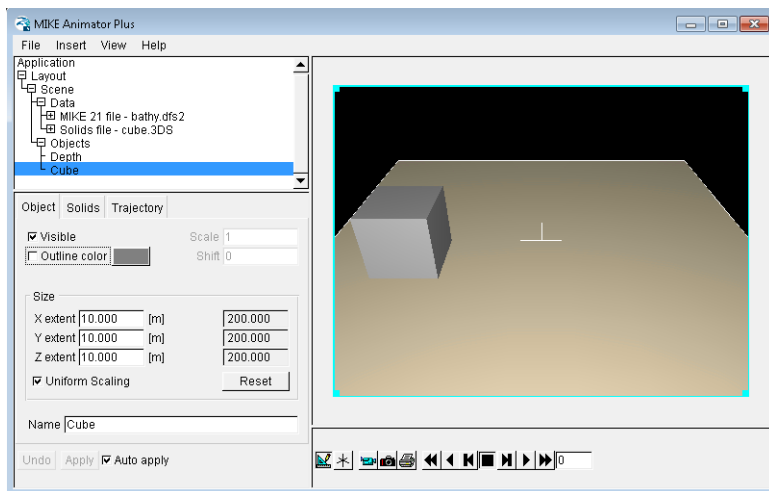 MIKE Animator Plus
File Insert View Help
Application
Layout
Scene
Data
MIKE 21 file - bathy.dfs2
Solids file - cube.3DS
Objects
Depth
Cube
Object Solids Trajectory
Visible Scale 1
Outline color Shift 0
Size
X extent 10.000 [m] 200.000
Y extent 10.000 [m] 200.000
Z extent 10.000 [m] 200.000
Uniform Scaling Reset
Name Cube
Undo Apply Auto apply
0